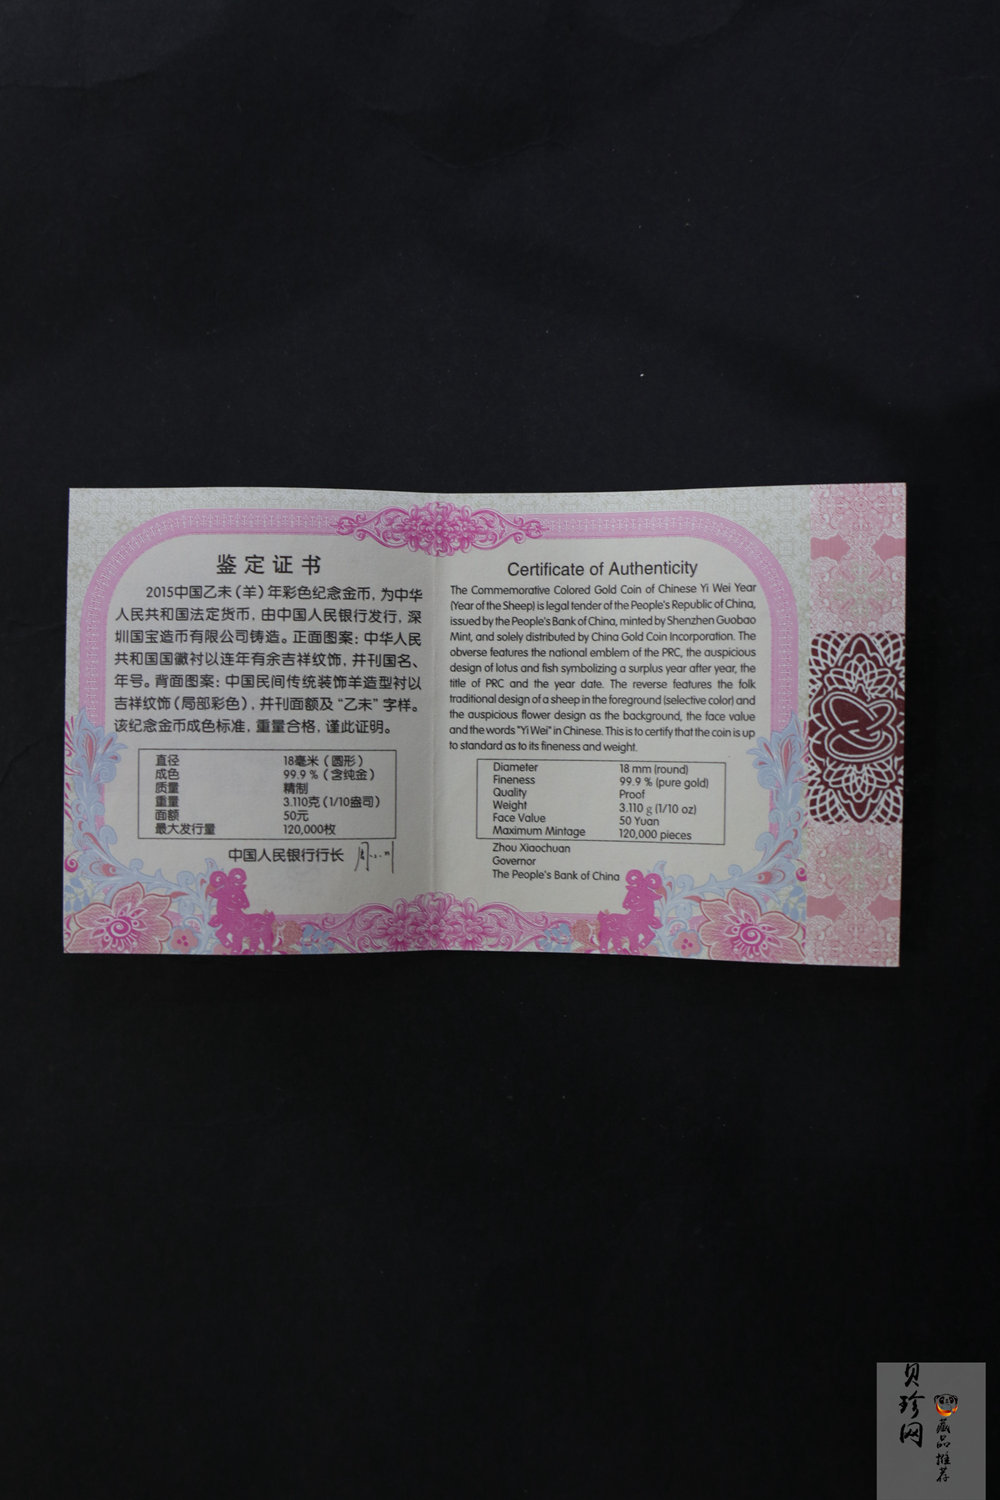 鉴定证书
2015中国乙未(羊)年彩色纪念金币,为中华
人民共和国法定货币,由中国人民银行发行,深
圳国宝造币有限公司铸造。正面图案:中华人民
共和国国徽衬以连年有余吉祥纹饰,并刊国名、
年号。背面图案:中国民间传统装饰羊造型衬以
吉祥纹饰(局部彩色),并刊面额及“乙未”字样。
该纪念金币成色标准,重量合格,谨此证明。
直径 18毫米(圆形)
成色 99.9%(含纯金)
质量 精制
重量 3.110克(1/10盎司)
面额 50元
最大发行量 120,000枚
中国人民银行行长
Certificate of Authenticity
The Commemorative Colored Gold Coin of Chinese Yi Wei Year
(Year of the Sheep) is legal tender of the People's Republic of China,
issued by the People's Bank of China, minted by Shenzhen Guobao
Mint, and solely distributed by China Gold Coin Incorporation. The
obverse features the national emblem of the PRC, the auspicious
design of lotus and fish symbolizing a surplus year after year, the
title of PRC and the year date. The reverse features the folk
traditional design of a sheep in the foreground (selective color) and
the auspicious flower design as the background, the face value
and the words "Yi Wei" in Chinese. This is to certify that the coin is up
to standard as to its fineness and weight.
Diameter 18 mm (round)
Fineness 99.9 % (pure gold)
Quality Proof
Weight 3.110 g (1/10 oz)
Face Value 50 Yuan
Maximum Mintage 120,000 pieces
Zhou Xiaochuan
Governor
The People's Bank of China
贝珍网
藏品推荐